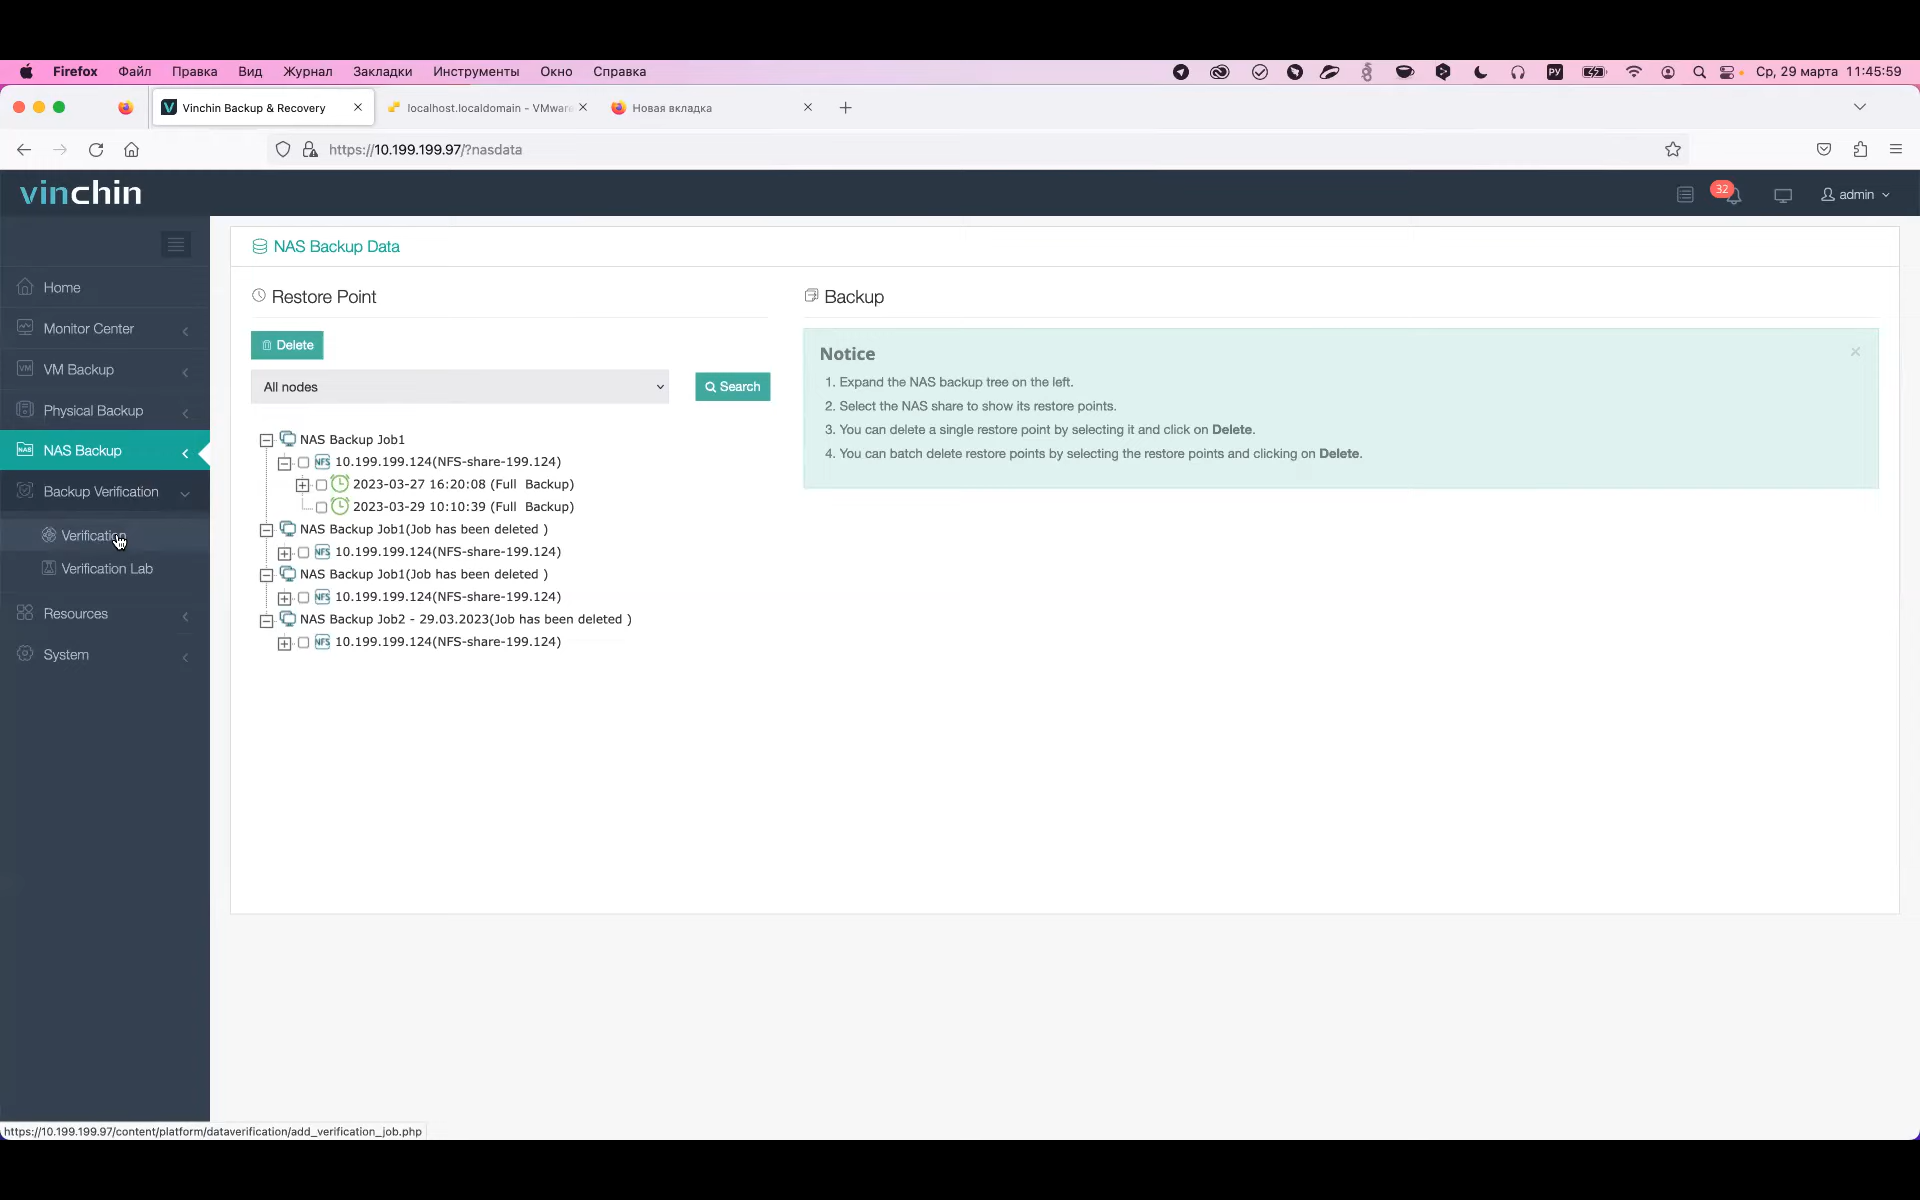 Firefox Файл Правка Вид Журнал Закладки Инструменты Окно Справка РУ Ср, 29 марта 11:45:59
Vinchin Backup & Recovery localhost.localdomain - VMware Новая вкладка
https://10.199.199.97/?nasdata
vinchin 32 admin
NAS Backup Data
Home
Monitor Center
VM VM Backup
Physical Backup
NAS NAS Backup
Backup Verification
Verification
Verification Lab
Resources
System
Restore Point
Delete
All nodes Search
NAS Backup Job1
NFS 10.199.199.124(NFS-share-199.124)
2023-03-27 16:20:08 (Full Backup)
2023-03-29 10:10:39 (Full Backup)
NAS Backup Job1(Job has been deleted )
NFS 10.199.199.124(NFS-share-199.124)
NAS Backup Job1(Job has been deleted )
NFS 10.199.199.124(NFS-share-199.124)
NAS Backup Job2 - 29.03.2023(Job has been deleted )
NFS 10.199.199.124(NFS-share-199.124)
Backup
Notice
1. Expand the NAS backup tree on the left.
2. Select the NAS share to show its restore points.
3. You can delete a single restore point by selecting it and click on Delete.
4. You can batch delete restore points by selecting the restore points and clicking on Delete.
https://10.199.199.97/content/platform/dataverification/add_verification_job.php